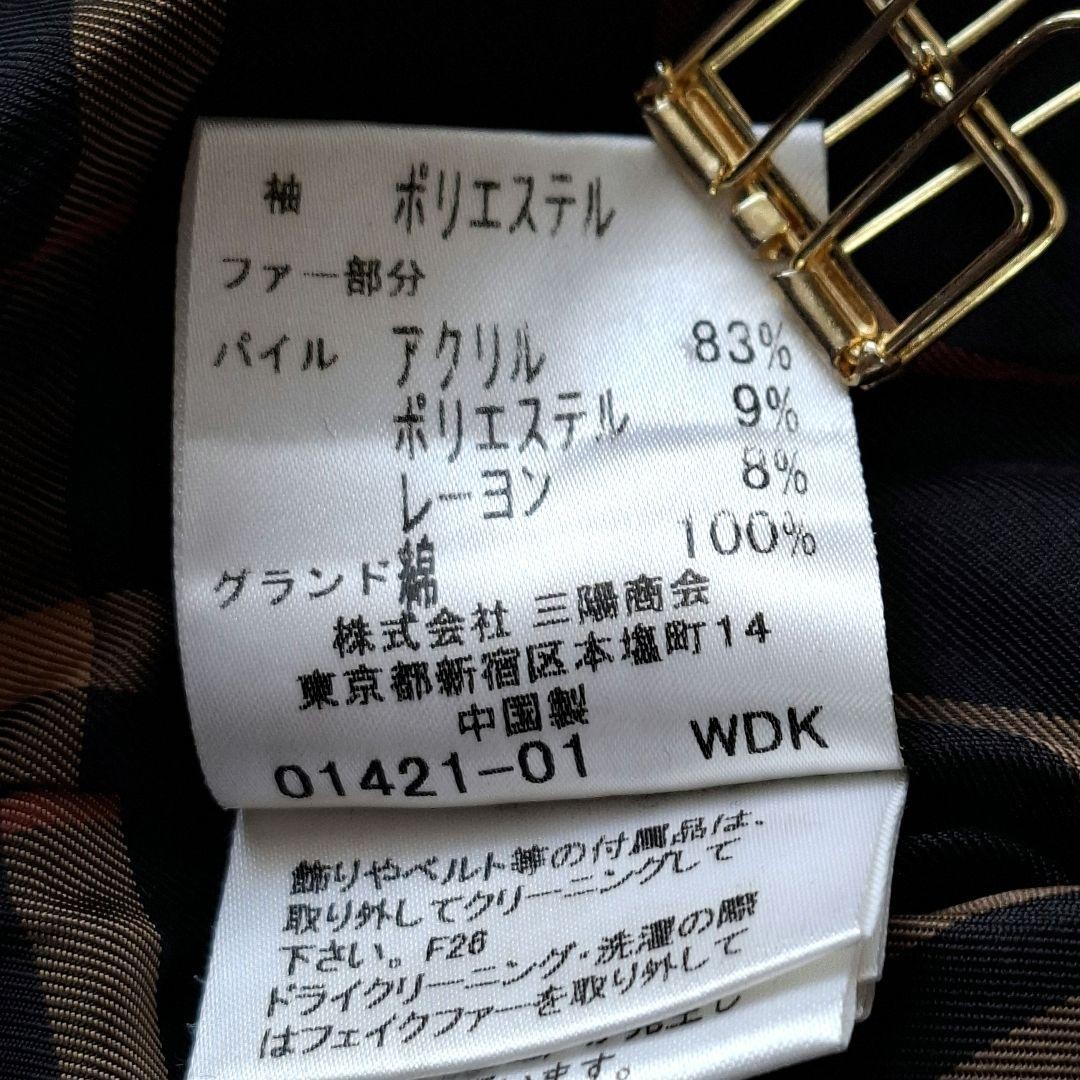 袖 ポリエステル
ファー部分
パイル アクリル 83%
ポリエステル 9%
レーヨン 8%
グランド 綿 100%
株式会社 三陽商会
東京都新宿区本塩町14
中国製
01421-01 WDK
飾りやベルト等の付属品は、
取り外してクリーニングして
下さい。F26
ドライクリーニング・洗濯の際
はフェイクファーを取り外して
ます。